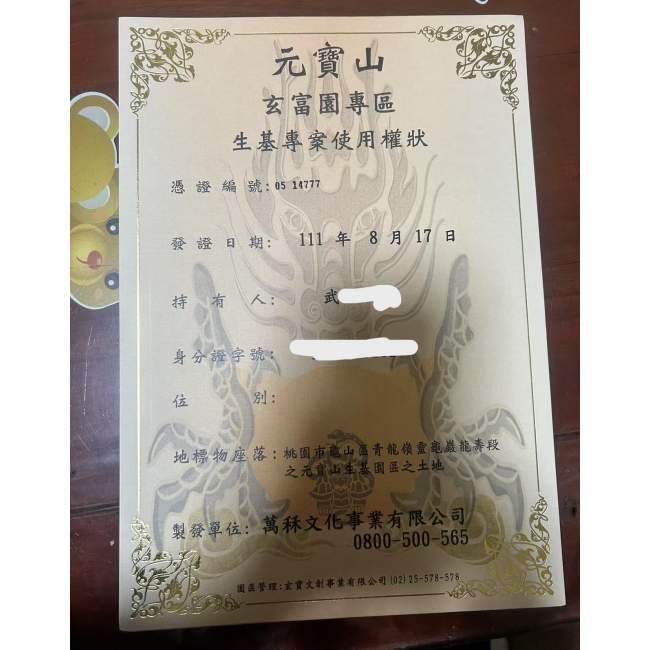 元寶山
玄富園專區
生基專案使用權狀
憑證編號:05 14777
發證日期: 111 年 8 月 17 日
持有人: 武
身分證字號:
位別:
地標物座落:桃園市龜山區青龍嶺靈龜巖龍壽段
之元寶山生基園區之土地
製發單位: 萬秝文化事業有限公司
0800-500-565
園區管理:玄寶文創事業有限公司(02)25-578-578